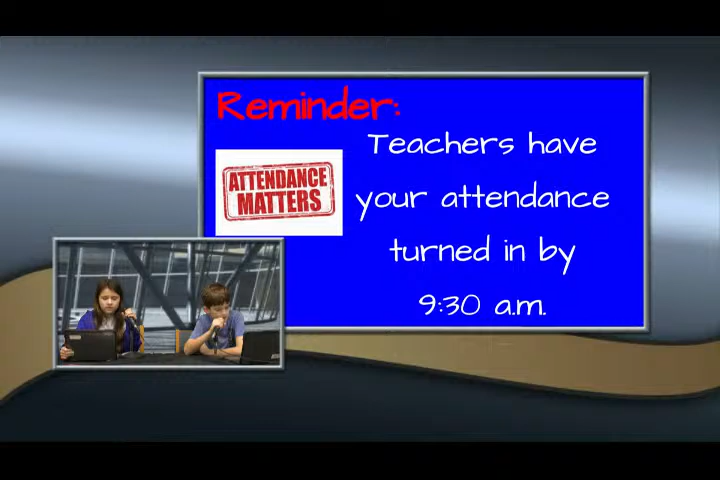 Reminder:
Teachers have
your attendance
turned in by
9:30 a.m.
ATTENDANCE
MATTERS